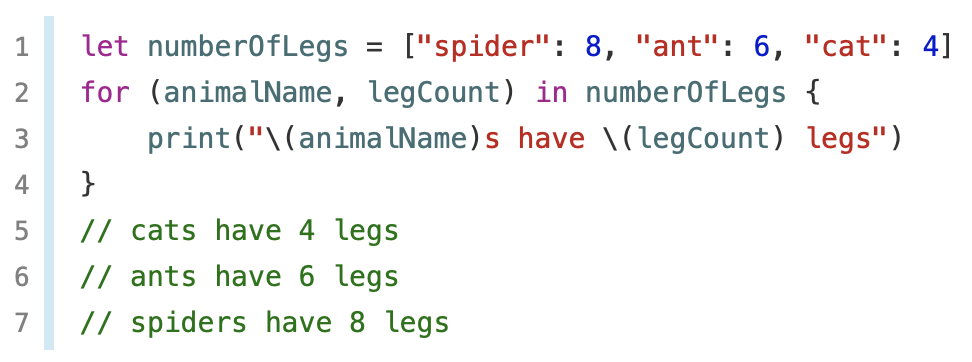 1 let numberOfLegs = ["spider": 8, "ant": 6, "cat": 4]
2 for (animalName, legCount) in numberOfLegs {
3     print("\(animalName)s have \(legCount) legs")
4 }
5 // cats have 4 legs
6 // ants have 6 legs
7 // spiders have 8 legs